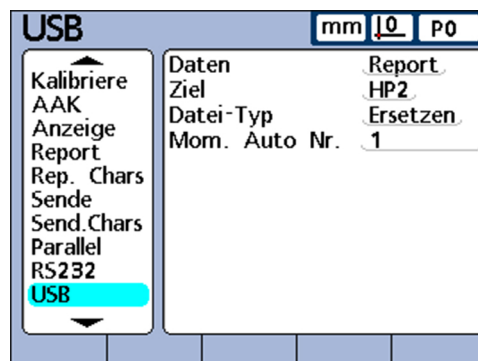 USB
mm 0 P0
Kalibriere
AAK
Anzeige
Report
Rep. Chars
Sende
Send.Chars
Parallel
RS232
USB
Daten Report
Ziel HP2
Datei-Typ Ersetzen
Mom. Auto Nr. 1